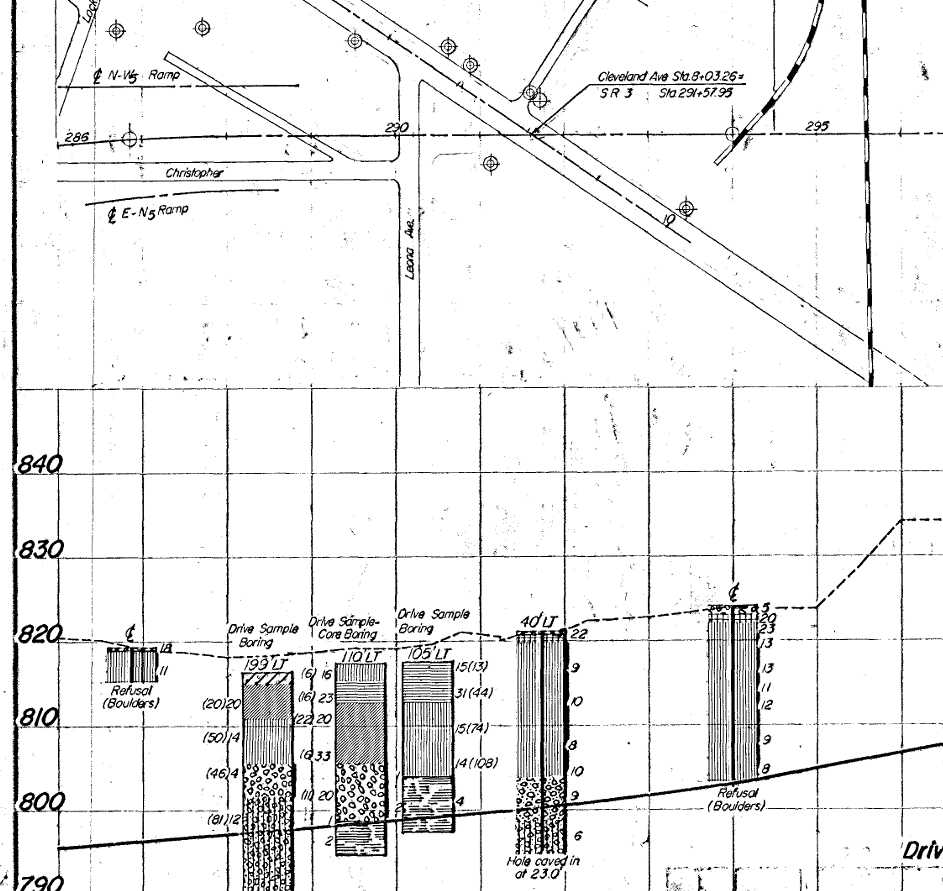 ℄ N-W5 Ramp
Cleveland Ave Sta. 8+03.26=
S R 3 Sta. 291+57.95
286
290
295
Christopher
℄ E-N5 Ramp
Leona Ave.
10
840
830
820
810
800
790
℄
18
11
Refusal
(Boulders)
Drive Sample
Boring
199 LT
(20) 20
(50) 14
(46) 4
(81) 12
Drive Sample-
Core Boring
110' LT
(6) 16
(16) 23
(22) 20
(6) 33
(11) 20
2
Drive Sample
Boring
105' LT
15 (13)
31 (44)
15 (74)
14 (108)
4
2
40' LT
22
9
10
8
10
9
6
Hole caved in
at 23.0'
℄
5
20
23
13
13
11
12
9
8
Refusal
(Boulders)
Driv